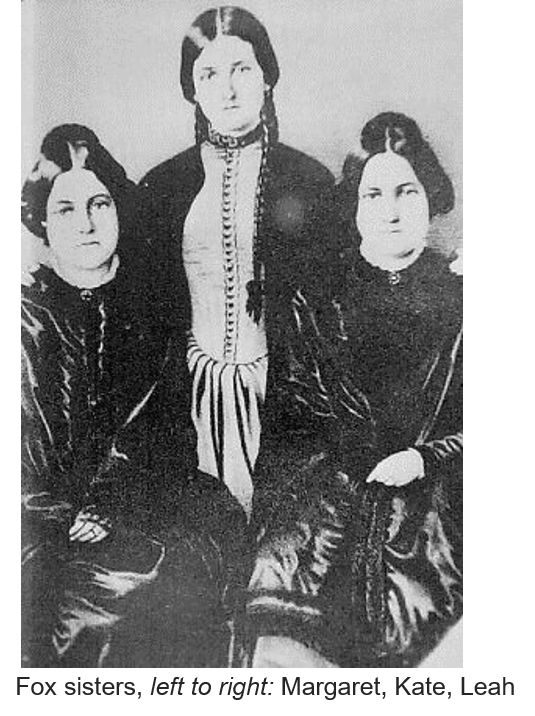 Fox sisters, left to right: Margaret, Kate, Leah